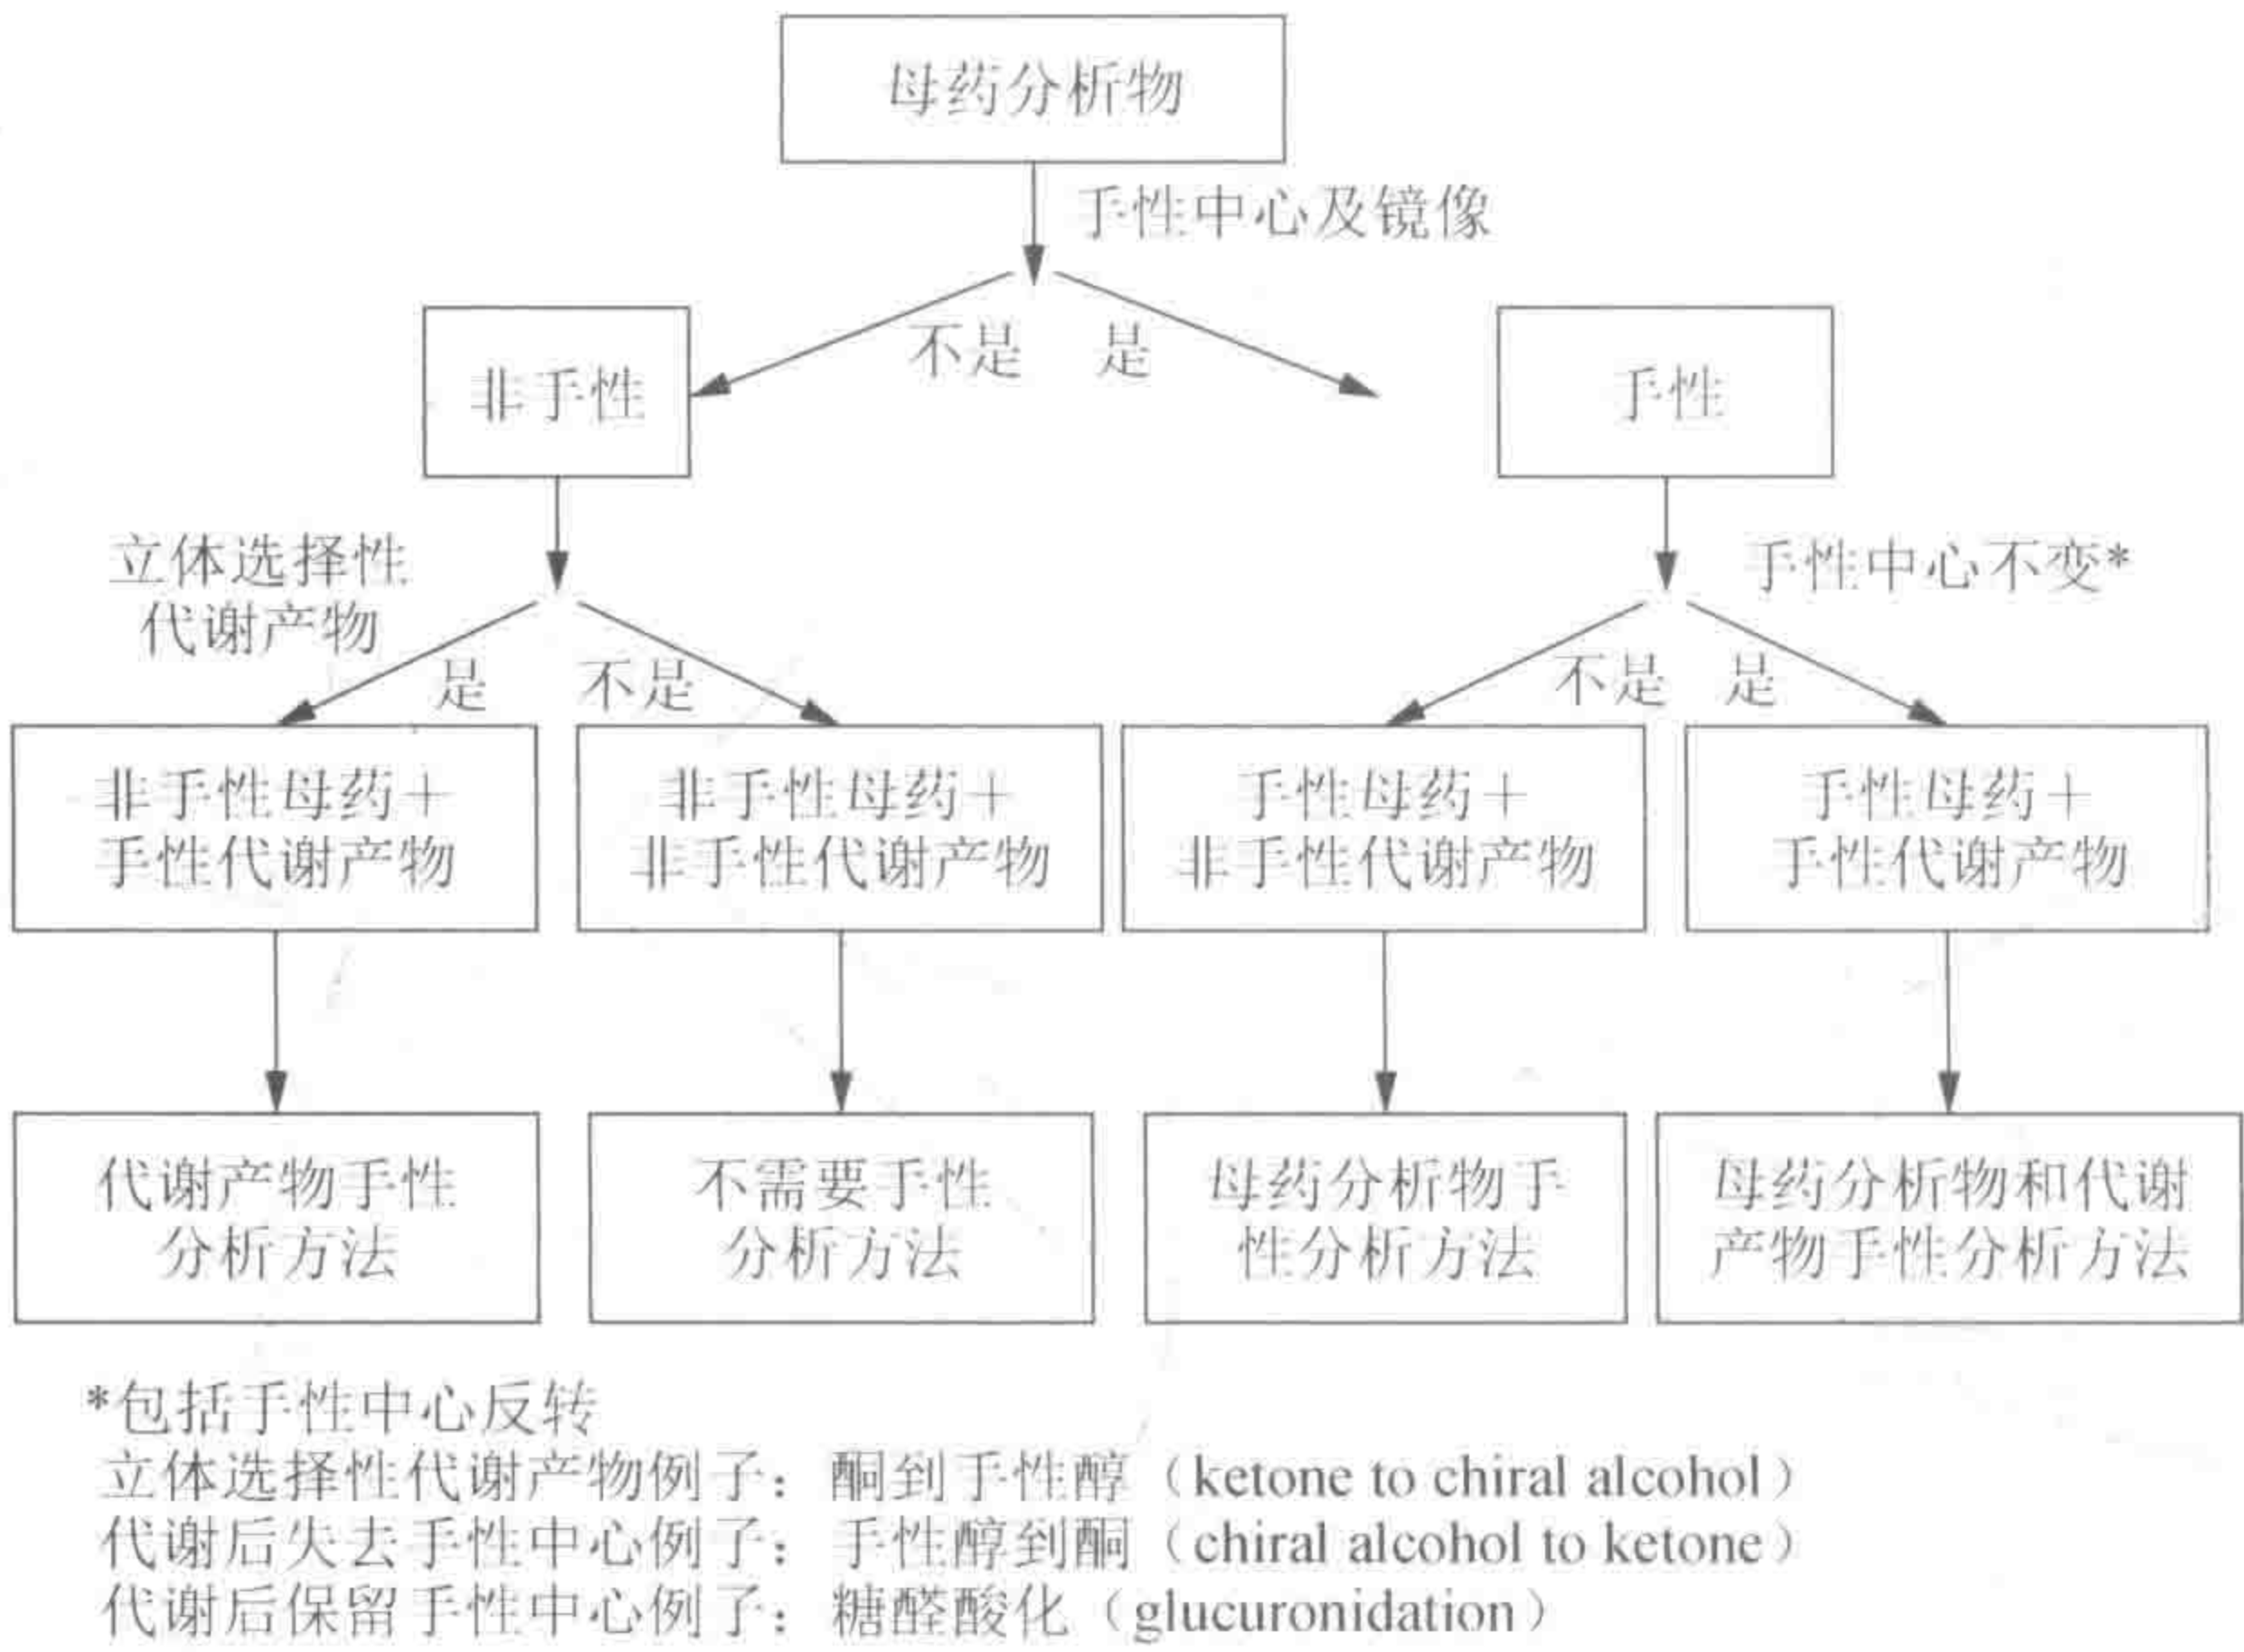 母药分析物
手性中心及镜像
不是 是
非手性
手性
立体选择性
代谢产物
手性中心不变*
是 不是
不是 是
非手性母药+
手性代谢产物
非手性母药+
非手性代谢产物
手性母药+
非手性代谢产物
手性母药+
手性代谢产物
代谢产物手性
分析方法
不需要手性
分析方法
母药分析物手
性分析方法
母药分析物和代谢
产物手性分析方法
*包括手性中心反转
立体选择性代谢产物例子：酮到手性醇（ketone to chiral alcohol）
代谢后失去手性中心例子：手性醇到酮（chiral alcohol to ketone）
代谢后保留手性中心例子：糖醛酸化（glucuronidation）